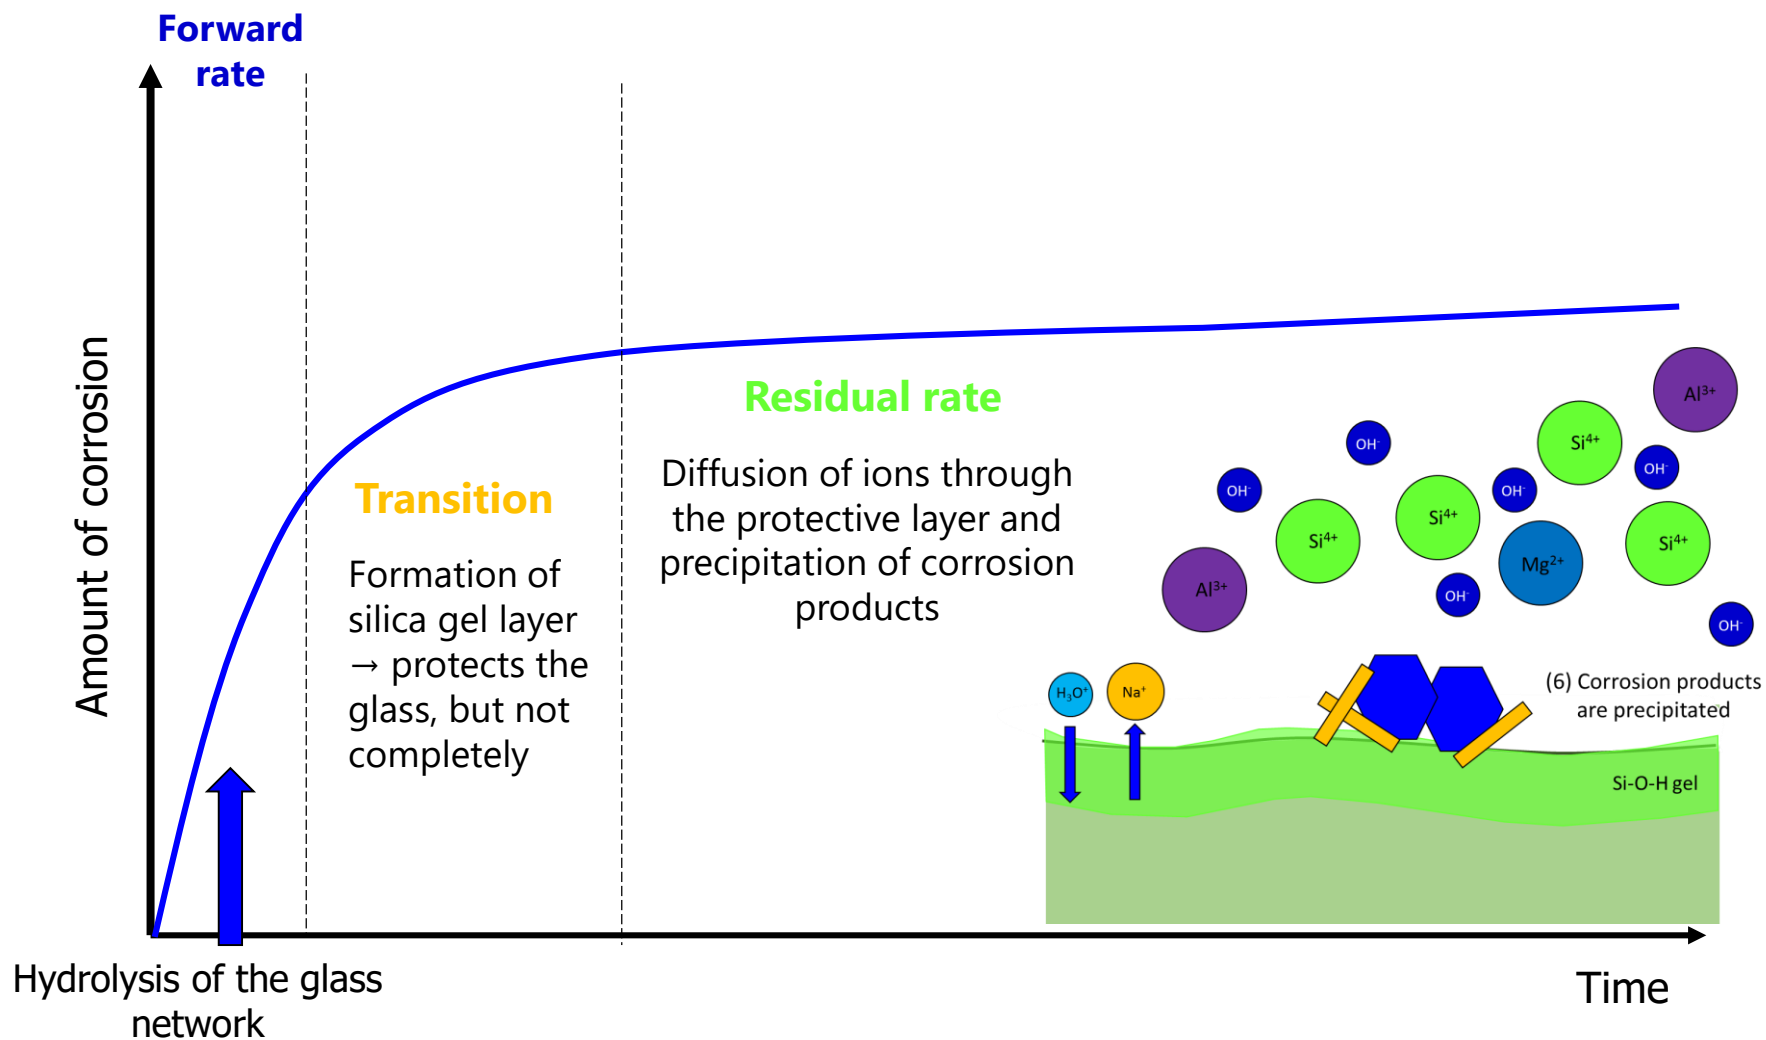 Forward
rate
Amount of corrosion
Residual rate
Diffusion of ions through
the protective layer and
precipitation of corrosion
products
Transition
Formation of
silica gel layer
→ protects the
glass, but not
completely
Al³⁺
Si⁴⁺
OH⁻
OH⁻
OH⁻
OH⁻
Si⁴⁺
Si⁴⁺
Si⁴⁺
Mg²⁺
Al³⁺
OH⁻
OH⁻
H₃O⁺
Na⁺
(6) Corrosion products
are precipitated
Si-O-H gel
Hydrolysis of the glass
network
Time